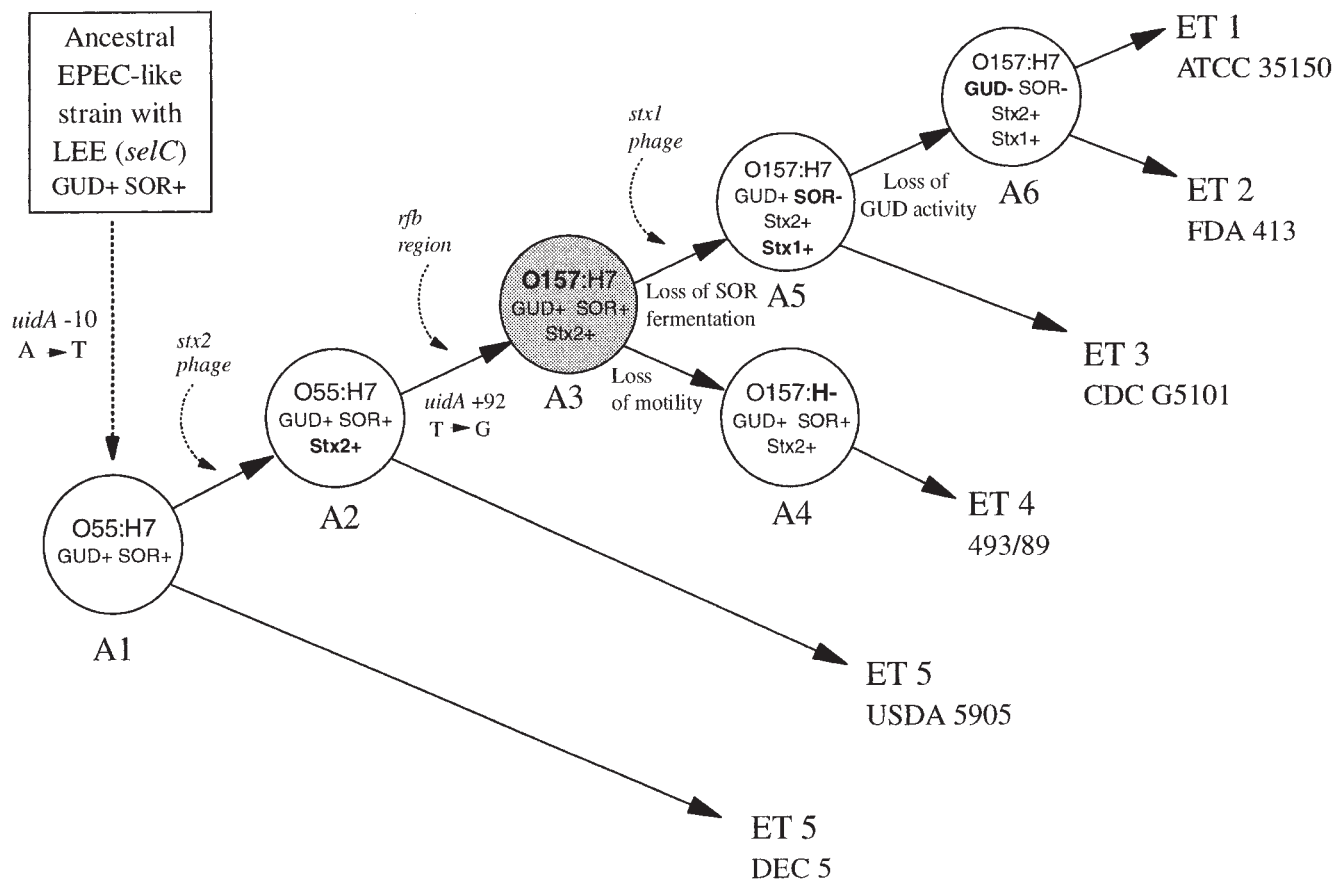 Ancestral
EPEC-like
strain with
LEE (selC)
GUD+ SOR+
uidA -10
A T
O55:H7
GUD+ SOR+
A1
stx2
phage
O55:H7
GUD+ SOR+
Stx2+
A2
rfb
region
uidA +92
T G
O157:H7
GUD+ SOR+
Stx2+
A3
Loss
of motility
O157:H-
GUD+ SOR+
Stx2+
A4
stx1
phage
Loss of SOR
fermentation
O157:H7
GUD+ SOR-
Stx2+
Stx1+
A5
Loss of
GUD activity
O157:H7
GUD- SOR-
Stx2+
Stx1+
A6
ET 1
ATCC 35150
ET 2
FDA 413
ET 3
CDC G5101
ET 4
493/89
ET 5
USDA 5905
ET 5
DEC 5